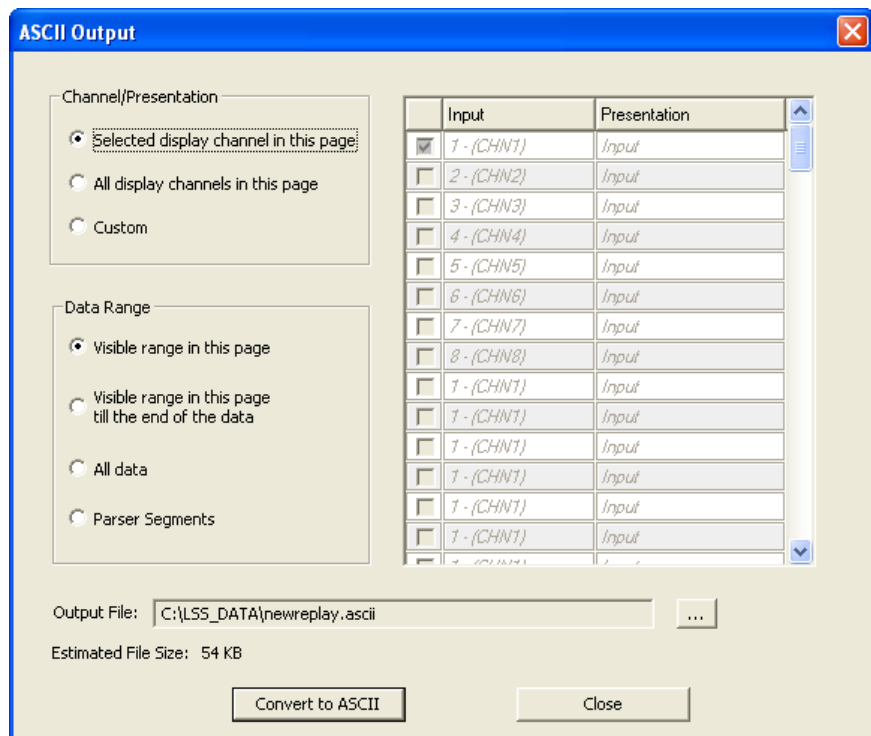 ASCII Output
Channel/Presentation
Selected display channel in this page
All display channels in this page
Custom
Data Range
Visible range in this page
Visible range in this page
till the end of the data
All data
Parser Segments
Input Presentation
1 - (CHN1) Input
2 - (CHN2) Input
3 - (CHN3) Input
4 - (CHN4) Input
5 - (CHN5) Input
6 - (CHN6) Input
7 - (CHN7) Input
8 - (CHN8) Input
1 - (CHN1) Input
1 - (CHN1) Input
1 - (CHN1) Input
1 - (CHN1) Input
1 - (CHN1) Input
1 - (CHN1) Input
Output File: C:\LSS_DATA\newreplay.ascii ...
Estimated File Size: 54 KB
Convert to ASCII Close